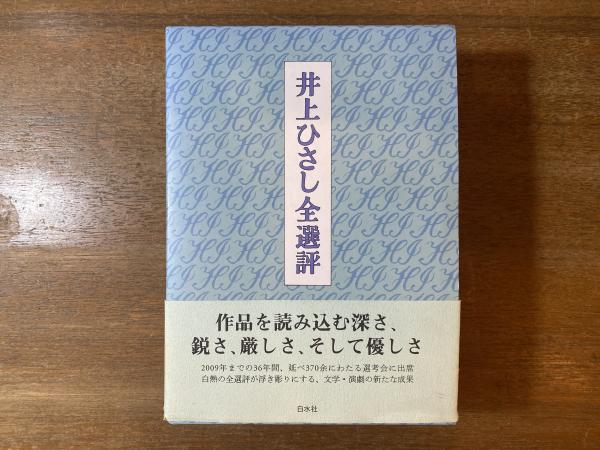 井上ひさし全選評
作品を読み込む深さ、
鋭さ、厳しさ、そして優しさ
2009年までの36年間、延べ370余にわたる選考会に出席
白熱の全選評が浮き彫りにする、文学・演劇の新たな成果
白水社